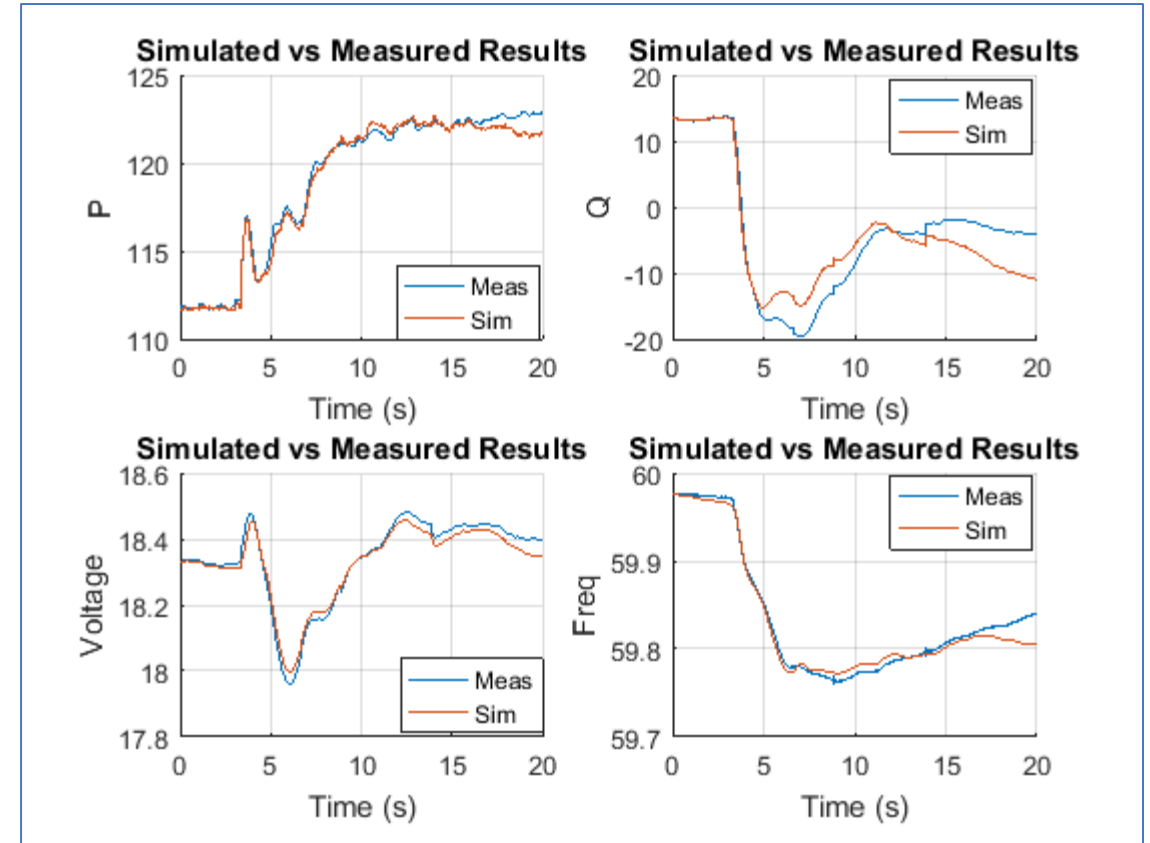 Simulated vs Measured Results
125
120
115
110
P
Meas
Sim
0 5 10 15 20
Time (s)
Simulated vs Measured Results
20
10
0
-10
-20
Q
Meas
Sim
0 5 10 15 20
Time (s)
Simulated vs Measured Results
18.6
18.4
18.2
18
17.8
Voltage
Meas
Sim
0 5 10 15 20
Time (s)
Simulated vs Measured Results
60
59.9
59.8
59.7
Freq
Meas
Sim
0 5 10 15 20
Time (s)